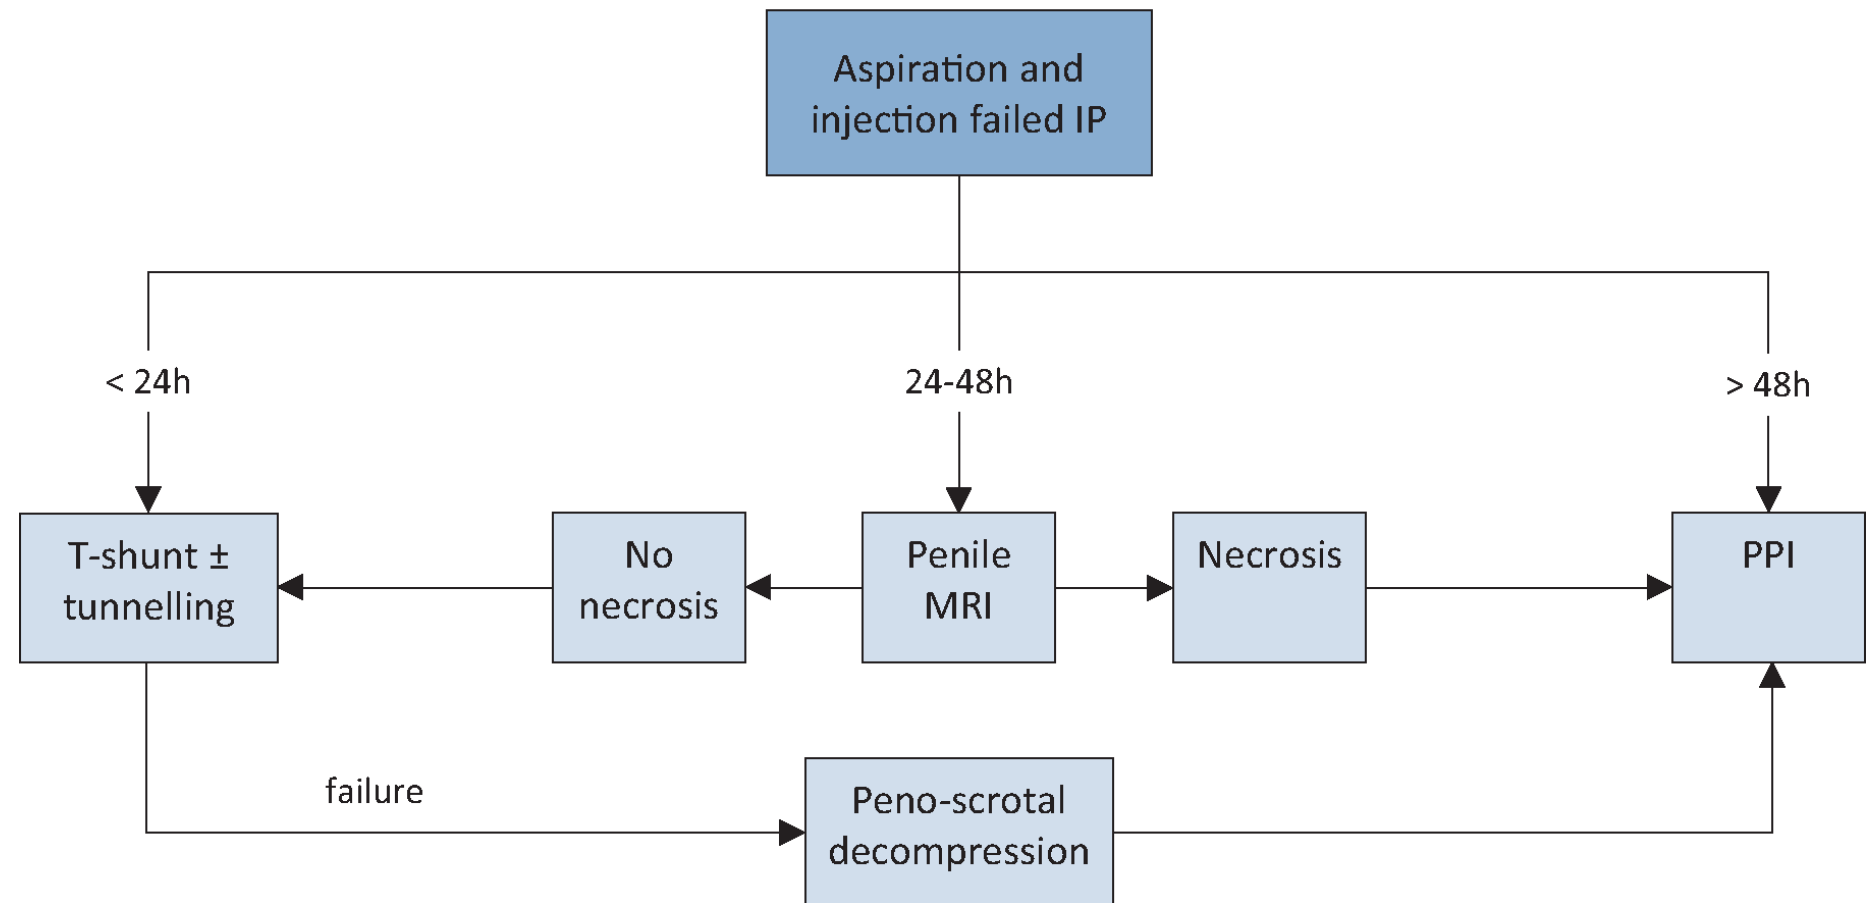 Aspiration and
injection failed IP
< 24h
24-48h
> 48h
T-shunt ±
tunnelling
No
necrosis
Penile
MRI
Necrosis
PPI
failure
Peno-scrotal
decompression